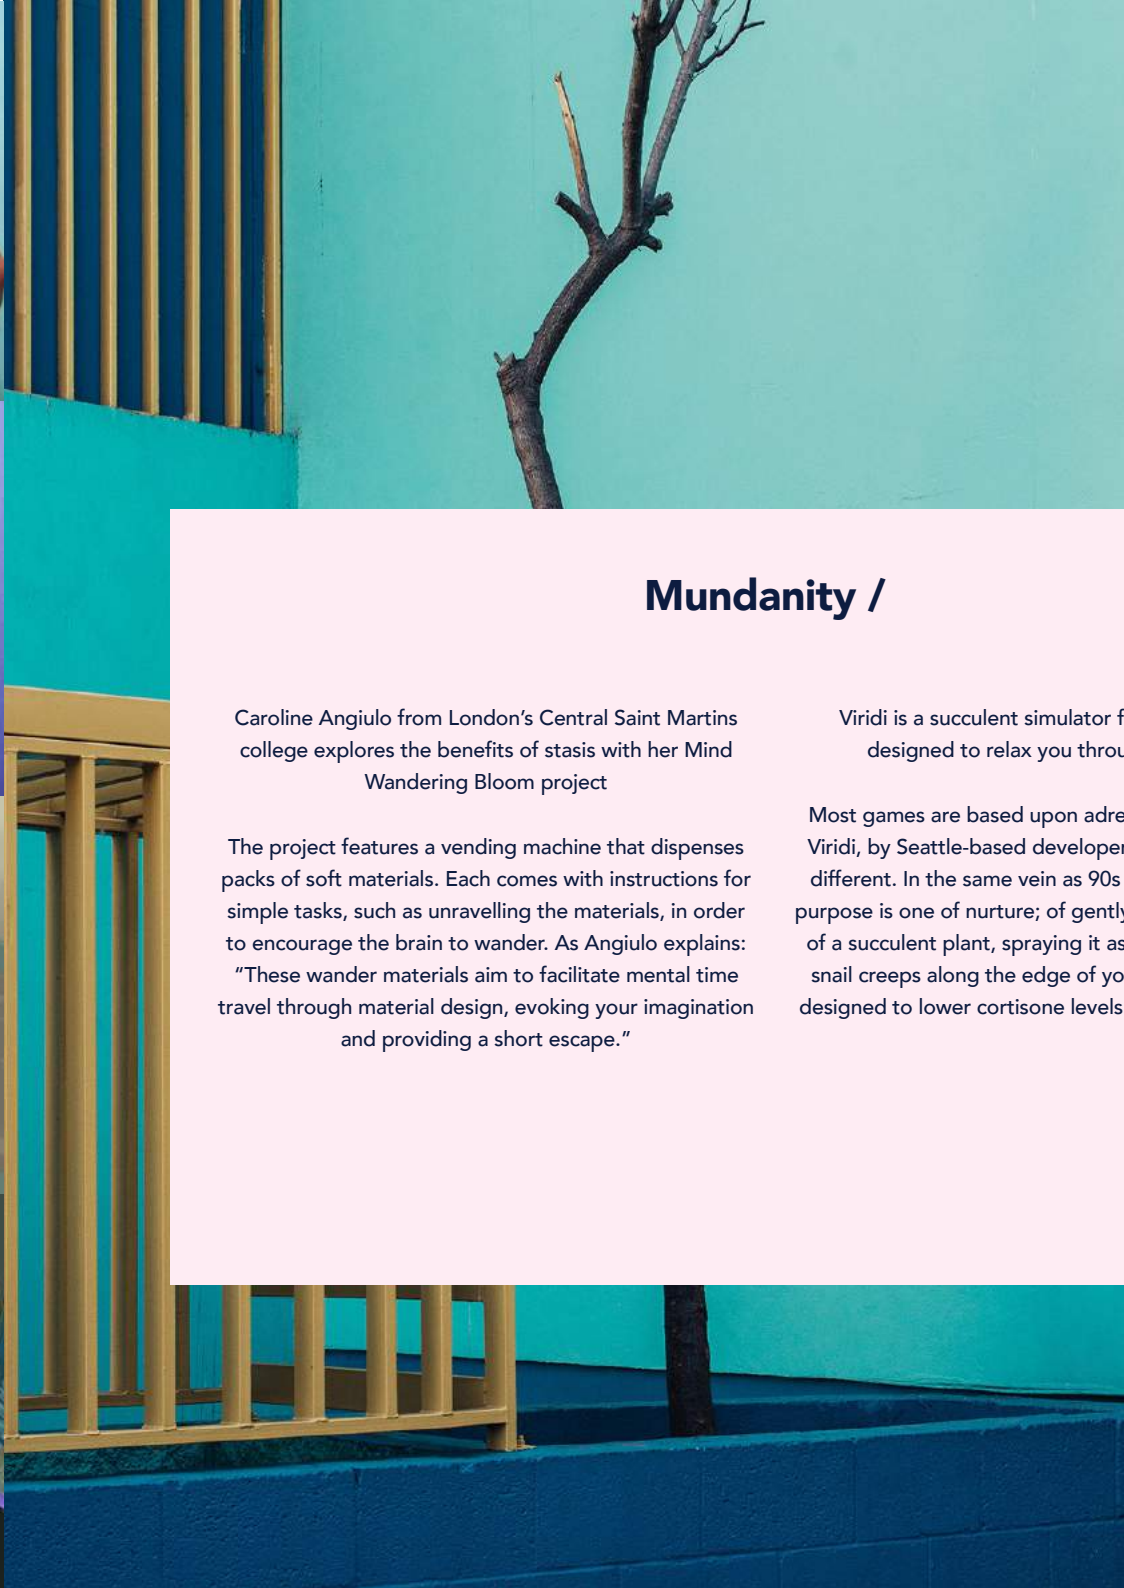 Mundanity /
Caroline Angiulo from London’s Central Saint Martins
college explores the benefits of stasis with her Mind
Wandering Bloom project
The project features a vending machine that dispenses
packs of soft materials. Each comes with instructions for
simple tasks, such as unravelling the materials, in order
to encourage the brain to wander. As Angiulo explains:
“These wander materials aim to facilitate mental time
travel through material design, evoking your imagination
and providing a short escape.”
Viridi is a succulent simulator
designed to relax you
Most games are based upon
Viridi, by Seattle-based
different. In the same vein as 90s
purpose is one of nurture; of
of a succulent plant, spraying it as
snail creeps along the edge of
designed to lower cortisone levels